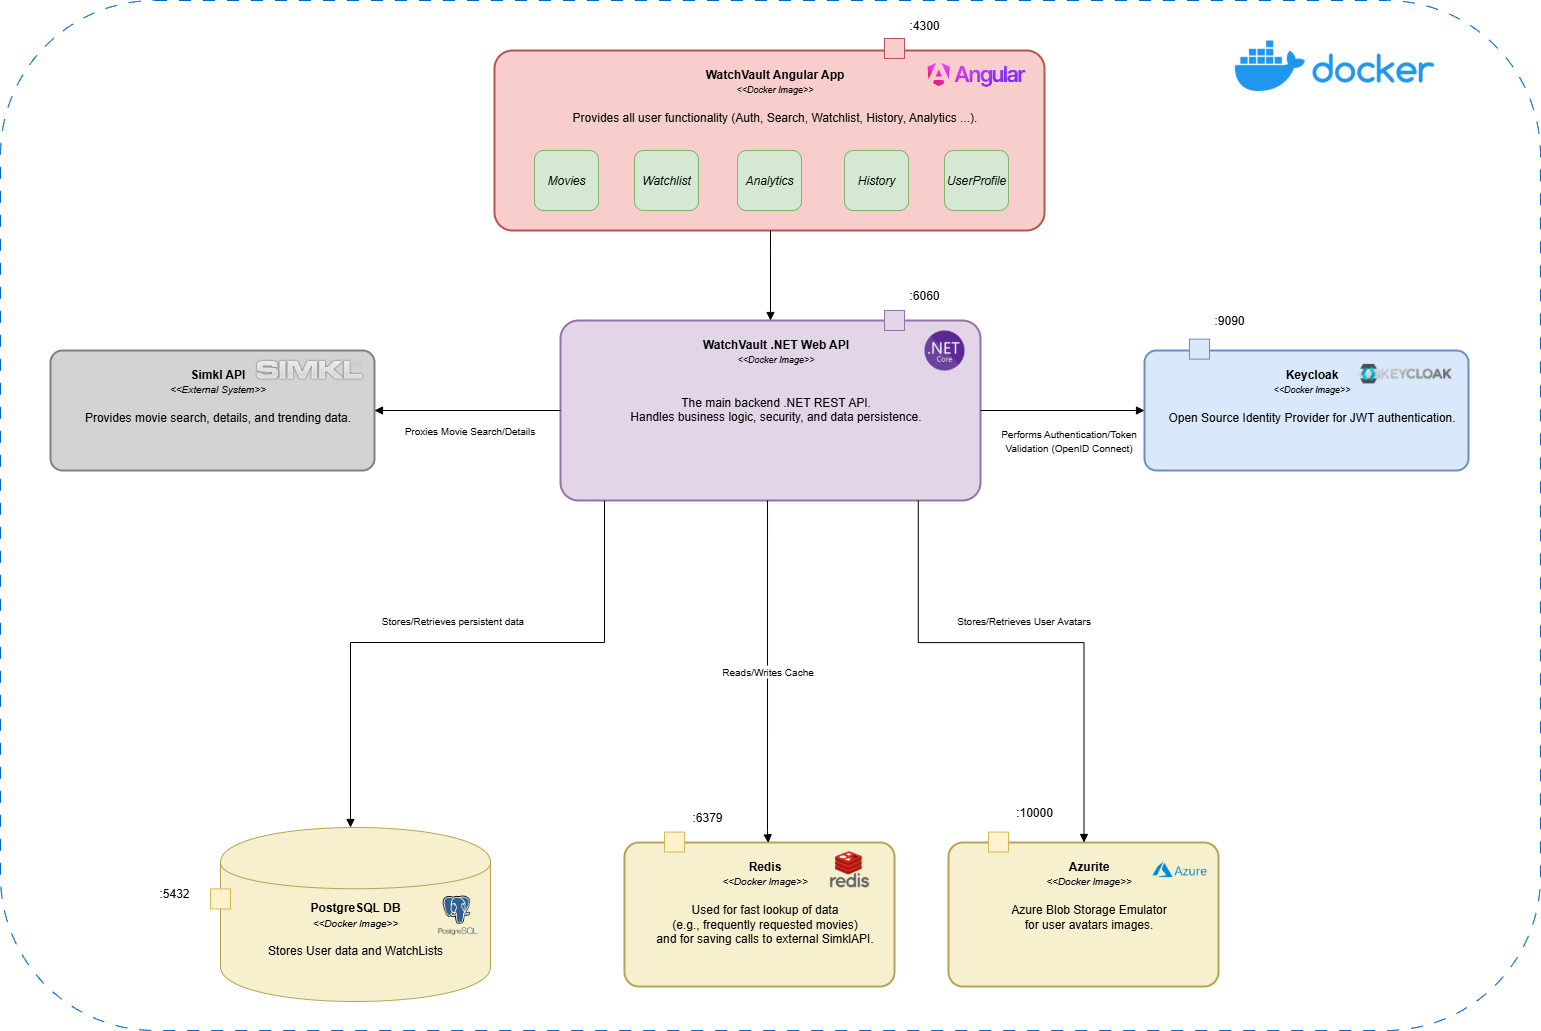 :4300
docker
WatchVault Angular App
Angular
<<Docker Image>>
Provides all user functionality (Auth, Search, Watchlist, History, Analytics ...).
Movies
Watchlist
Analytics
History
UserProfile
:6060
WatchVault .NET Web API
.NET
Core
<<Docker Image>>
The main backend .NET REST API.
Handles business logic, security, and data persistence.
Simkl API
SIMKL
<<External System>>
Provides movie search, details, and trending data.
Proxies Movie Search/Details
:9090
Keycloak
KEYCLOAK
<<Docker Image>>
Open Source Identity Provider for JWT authentication.
Performs Authentication/Token
Validation (OpenID Connect)
Stores/Retrieves persistent data
Reads/Writes Cache
Stores/Retrieves User Avatars
:5432
PostgreSQL DB
PostgreSQL
<<Docker Image>>
Stores User data and WatchLists
:6379
Redis
redis
<<Docker Image>>
Used for fast lookup of data
(e.g., frequently requested movies)
and for saving calls to external SimklAPI.
:10000
Azurite
Azure
<<Docker Image>>
Azure Blob Storage Emulator
for user avatars images.